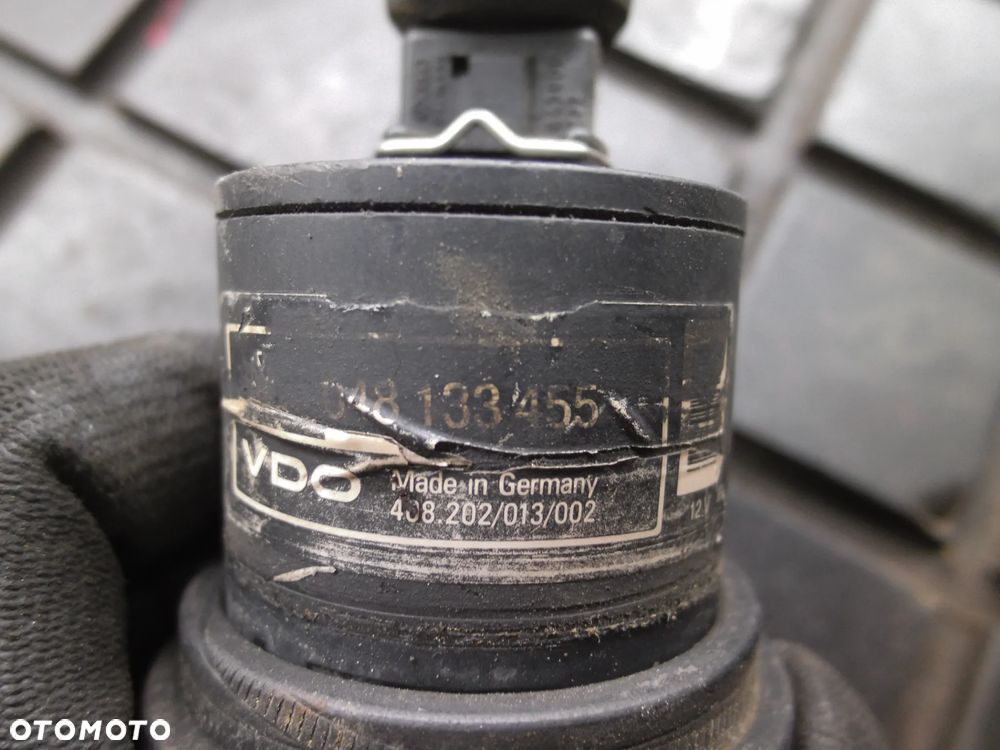 048 133 455
VDO
Made in Germany
408.202/013/002
12 V
OTOMOTO